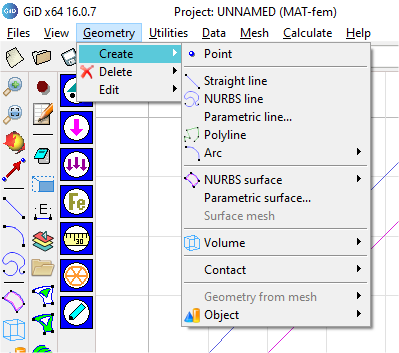 GiD x64 16.0.7 Project: UNNAMED (MAT-fem)
Files View Geometry Utilities Data Mesh Calculate Help
Create
Delete
Edit
Point
Straight line
NURBS line
Parametric line...
Polyline
Arc
NURBS surface
Parametric surface...
Surface mesh
Volume
Contact
Geometry from mesh
Object
Fe
E
30